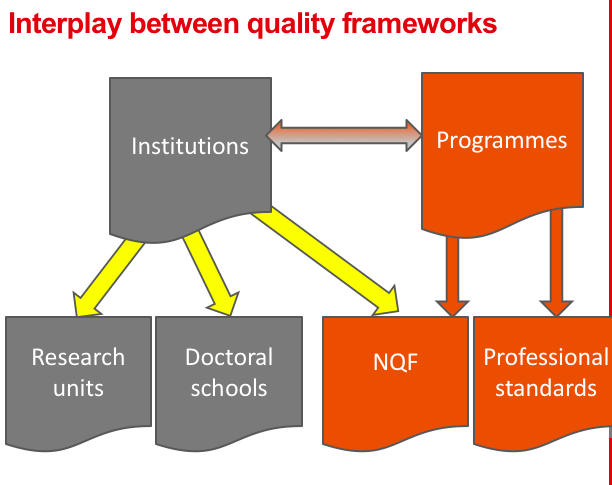 Interplay between quality frameworks
Institutions
Programmes
Research
units
Doctoral
schools
NQF
Professional
standards